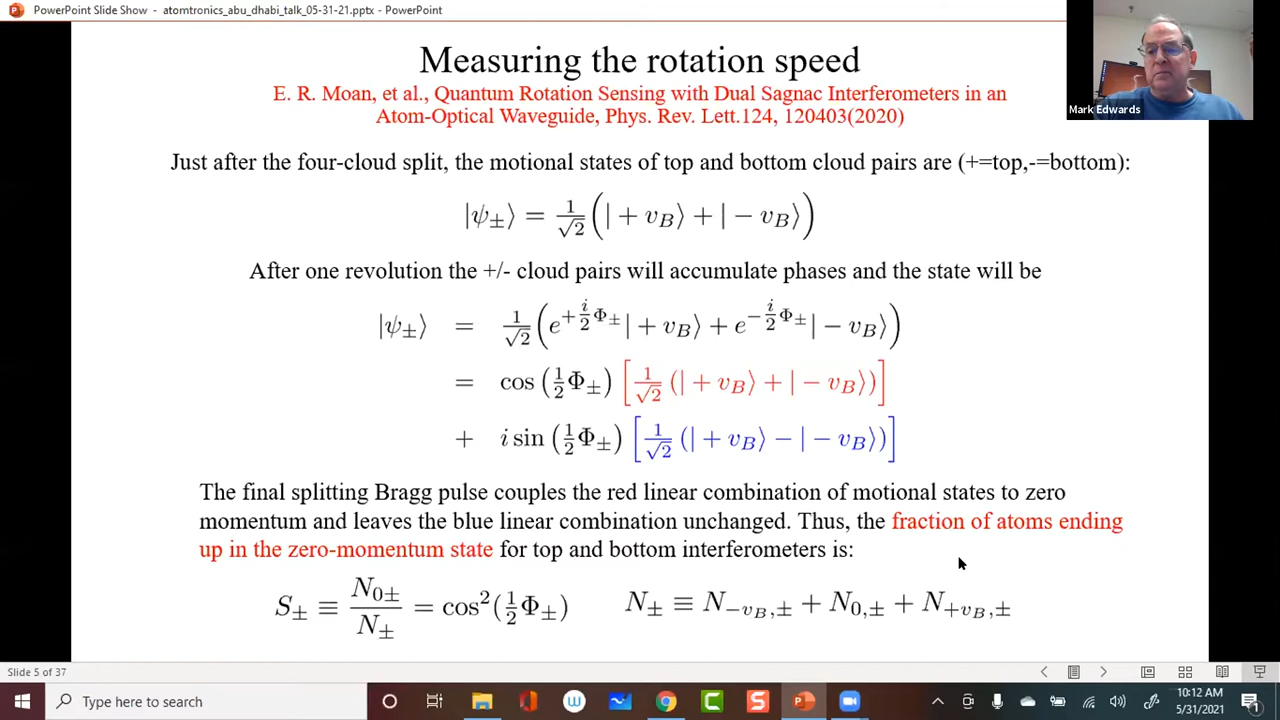 PowerPoint Slide Show - atomtronics_abu_dhabi_talk_05-31-21.pptx - PowerPoint
Mark Edwards
Measuring the rotation speed
E. R. Moan, et al., Quantum Rotation Sensing with Dual Sagnac Interferometers in an
Atom-Optical Waveguide, Phys. Rev. Lett.124, 120403(2020)
Just after the four-cloud split, the motional states of top and bottom cloud pairs are (+=top,-=bottom):
|ψ±⟩ = 1/√2 (| + v_B⟩ + | − v_B⟩)
After one revolution the +/- cloud pairs will accumulate phases and the state will be
|ψ±⟩ = 1/√2 (e^{+i/2 Φ±}| + v_B⟩ + e^{−i/2 Φ±}| − v_B⟩)
= cos (1/2 Φ±) [1/√2 (| + v_B⟩ + | − v_B⟩)]
+ i sin (1/2 Φ±) [1/√2 (| + v_B⟩ − | − v_B⟩)]
The final splitting Bragg pulse couples the red linear combination of motional states to zero
momentum and leaves the blue linear combination unchanged. Thus, the fraction of atoms ending
up in the zero-momentum state for top and bottom interferometers is:
S± ≡ N_{0±}/N± = cos²(1/2 Φ±) N± ≡ N_{−v_B,±} + N_{0,±} + N_{+v_B,±}
Slide 5 of 37
Type here to search
10:12 AM
5/31/2021